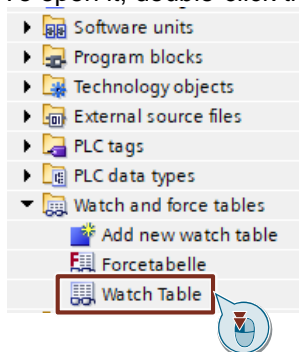 Software units
Program blocks
Technology objects
External source files
PLC tags
PLC data types
Watch and force tables
Add new watch table
Forcetabelle
Watch Table